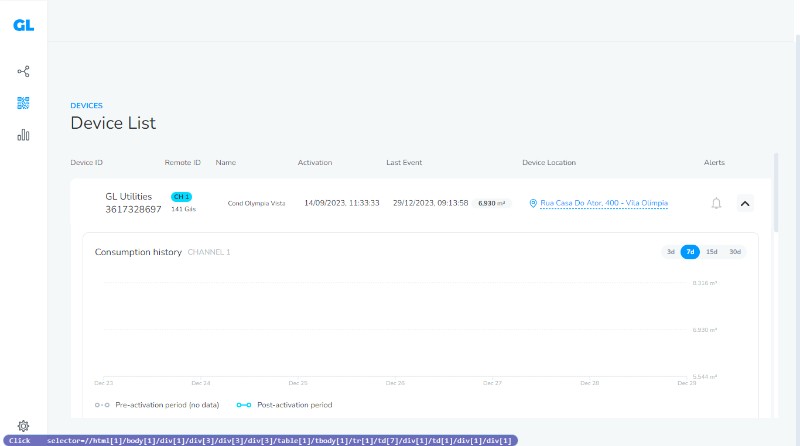 GL
DEVICES
Device List
Device ID Remote ID Name Activation Last Event Device Location Alerts
GL Utilities
3617328697
CH 1
141 G4s
Cond Olympia Vista 14/09/2023, 11:33:33 29/12/2023, 09:13:58 6,930 m³ Rua Casa Do Ator, 400 - Vila Olímpia
Consumption history CHANNEL 1 3d 7d 15d 30d
8,316 m³
6,930 m³
5,544 m³
Dec 23 Dec 24 Dec 25 Dec 26 Dec 27 Dec 28 Dec 29
Pre-activation period (no data) Post-activation period
Click selector=//html[1]/body[1]/div[1]/div[3]/div[3]/div[3]/table[1]/tbody[1]/tr[1]/td[7]/div[1]/td[1]/div[1]/div[1]